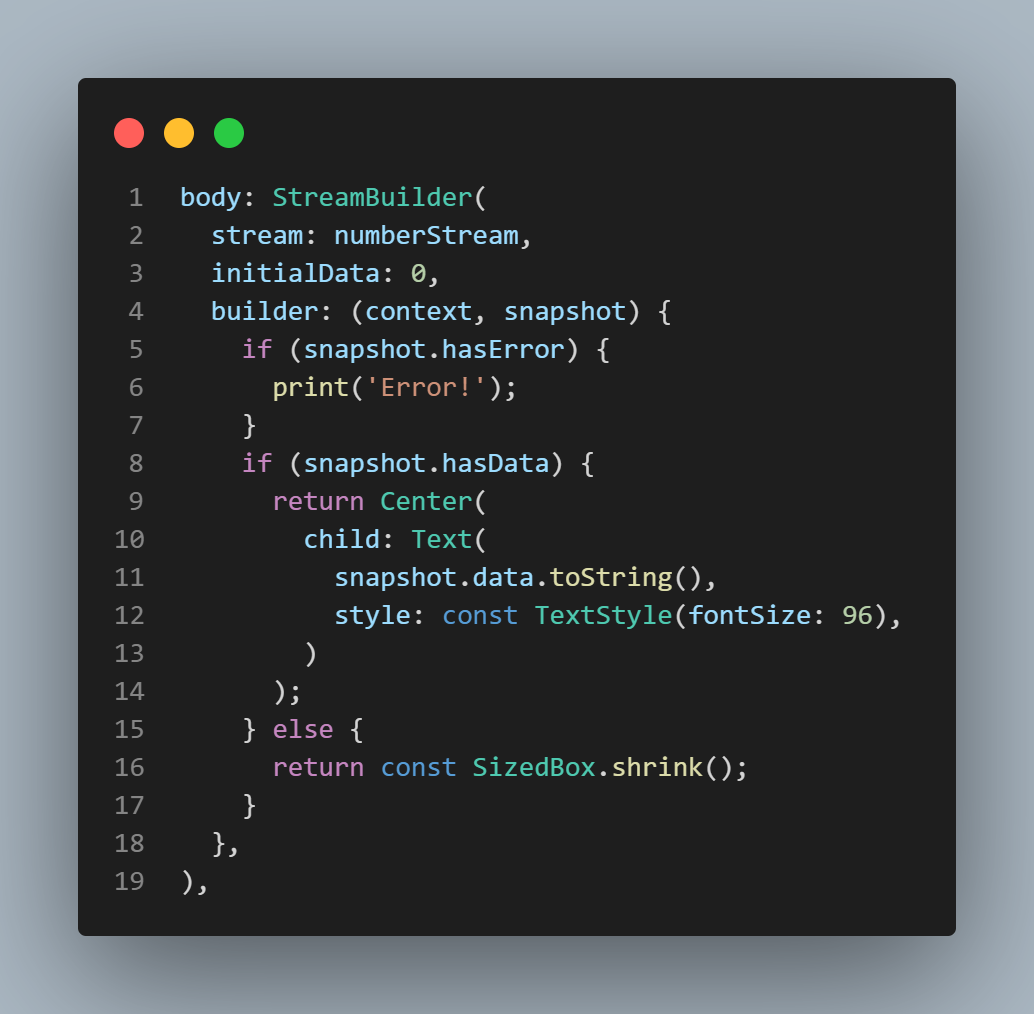 1 body: StreamBuilder(
2   stream: numberStream,
3   initialData: 0,
4   builder: (context, snapshot) {
5     if (snapshot.hasError) {
6       print('Error!');
7     }
8     if (snapshot.hasData) {
9       return Center(
10         child: Text(
11           snapshot.data.toString(),
12           style: const TextStyle(fontSize: 96),
13         )
14       );
15     } else {
16       return const SizedBox.shrink();
17     }
18   },
19 ),